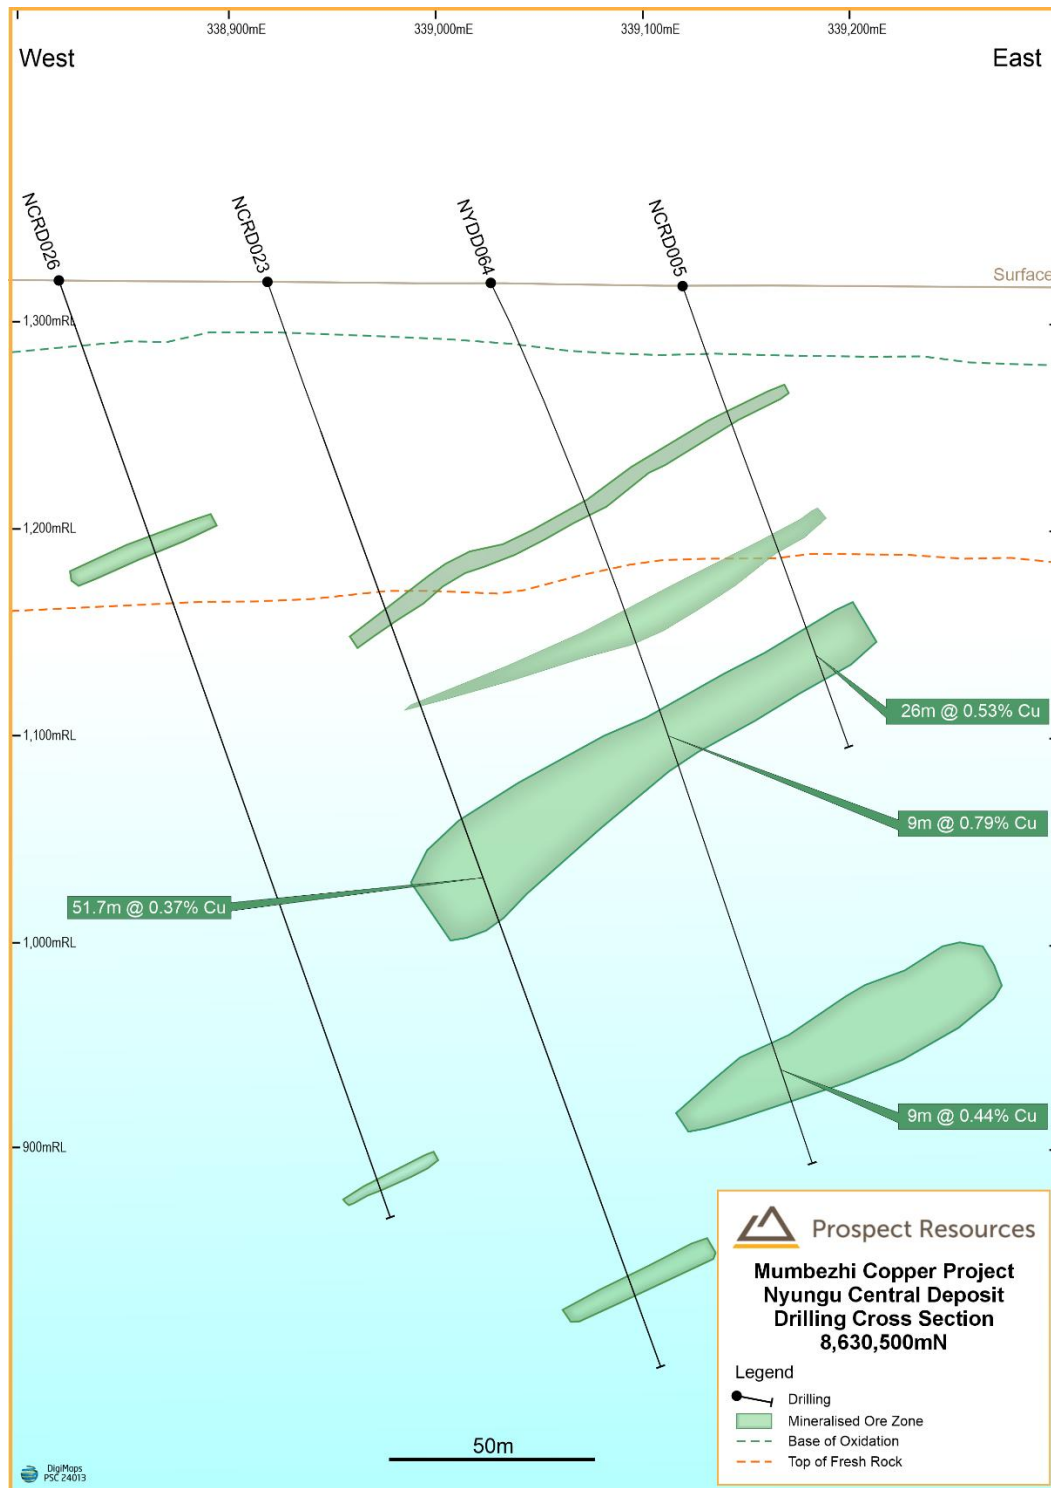 338,900mE
339,000mE
339,100mE
339,200mE
West
East
NCRD026
NCRD023
NYDD064
NCRD005
Surface
1,300mRL
1,200mRL
1,100mRL
26m @ 0.53% Cu
9m @ 0.79% Cu
51.7m @ 0.37% Cu
1,000mRL
9m @ 0.44% Cu
900mRL
Prospect Resources
Mumbezhi Copper Project
Nyungu Central Deposit
Drilling Cross Section
8,630,500mN
Legend
Drilling
Mineralised Ore Zone
Base of Oxidation
Top of Fresh Rock
50m
DigiMaps
PSC 24013